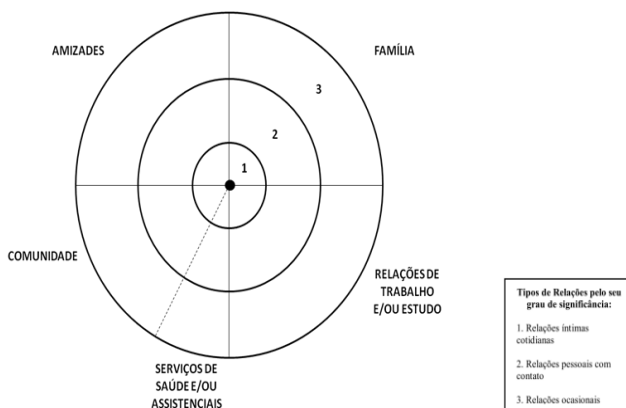 AMIZADES
FAMÍLIA
3
2
1
COMUNIDADE
RELAÇÕES DE
TRABALHO
E/OU ESTUDO
SERVIÇOS DE
SAÚDE E/OU
ASSISTENCIAIS
Tipos de Relações pelo seu
grau de significância:
1. Relações íntimas
cotidianas
2. Relações pessoais com
contato
3. Relações ocasionais